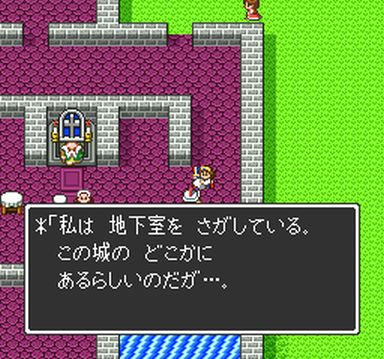 *「私は 地下室を さがしている。
この城の どこかに
あるらしいのだが…。